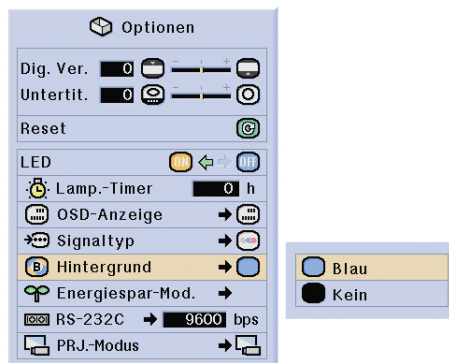 Optionen
Dig. Ver. 0 - +
Untertit. 0 - +
Reset
LED ON OFF
Lamp.-Timer 0 h
OSD-Anzeige
Signaltyp
B Hintergrund
Energiespar-Mod.
RS-232C 9600 bps
PRJ.-Modus
Blau
Kein